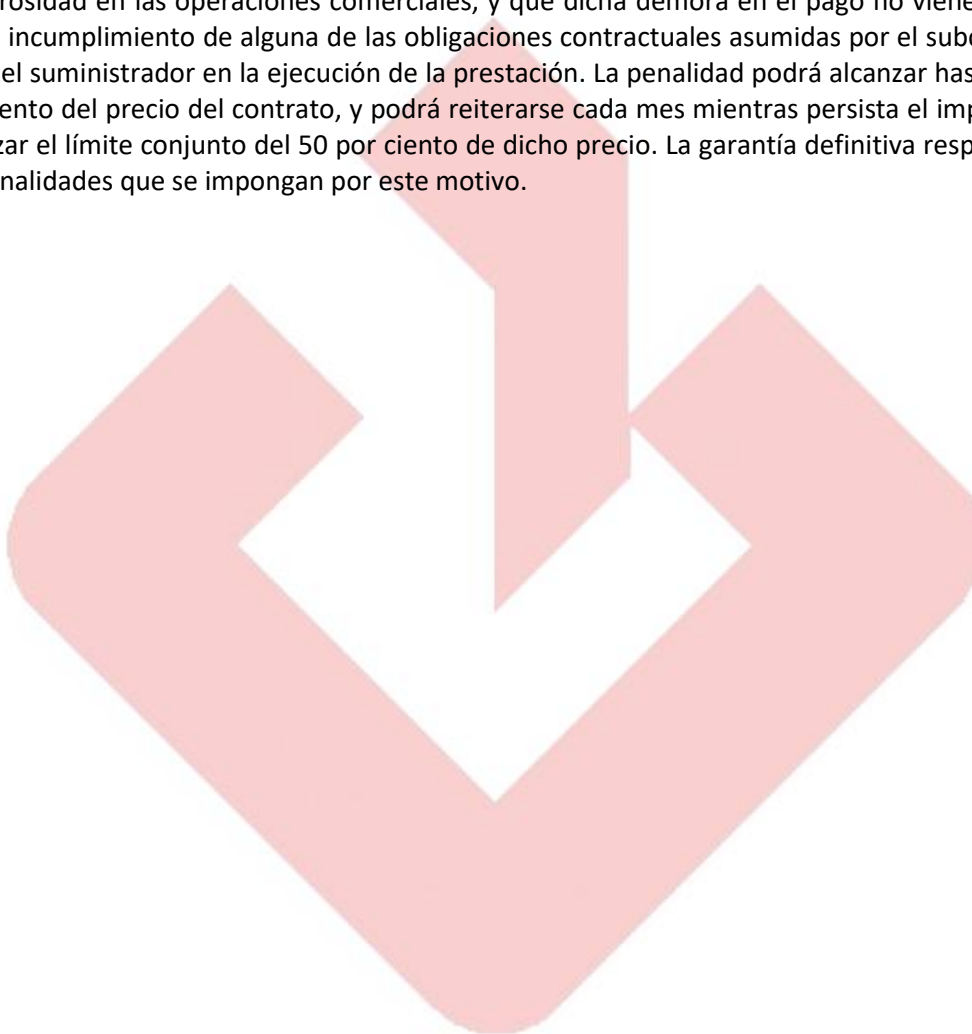 rosidad en las operaciones comerciales, y que dicha demora en el pago no viene
incumplimiento de alguna de las obligaciones contractuales asumidas por el subc
el suministrador en la ejecución de la prestación. La penalidad podrá alcanzar has
ento del precio del contrato, y podrá reiterarse cada mes mientras persista el imp
zar el límite conjunto del 50 por ciento de dicho precio. La garantía definitiva resp
nalidades que se impongan por este motivo.